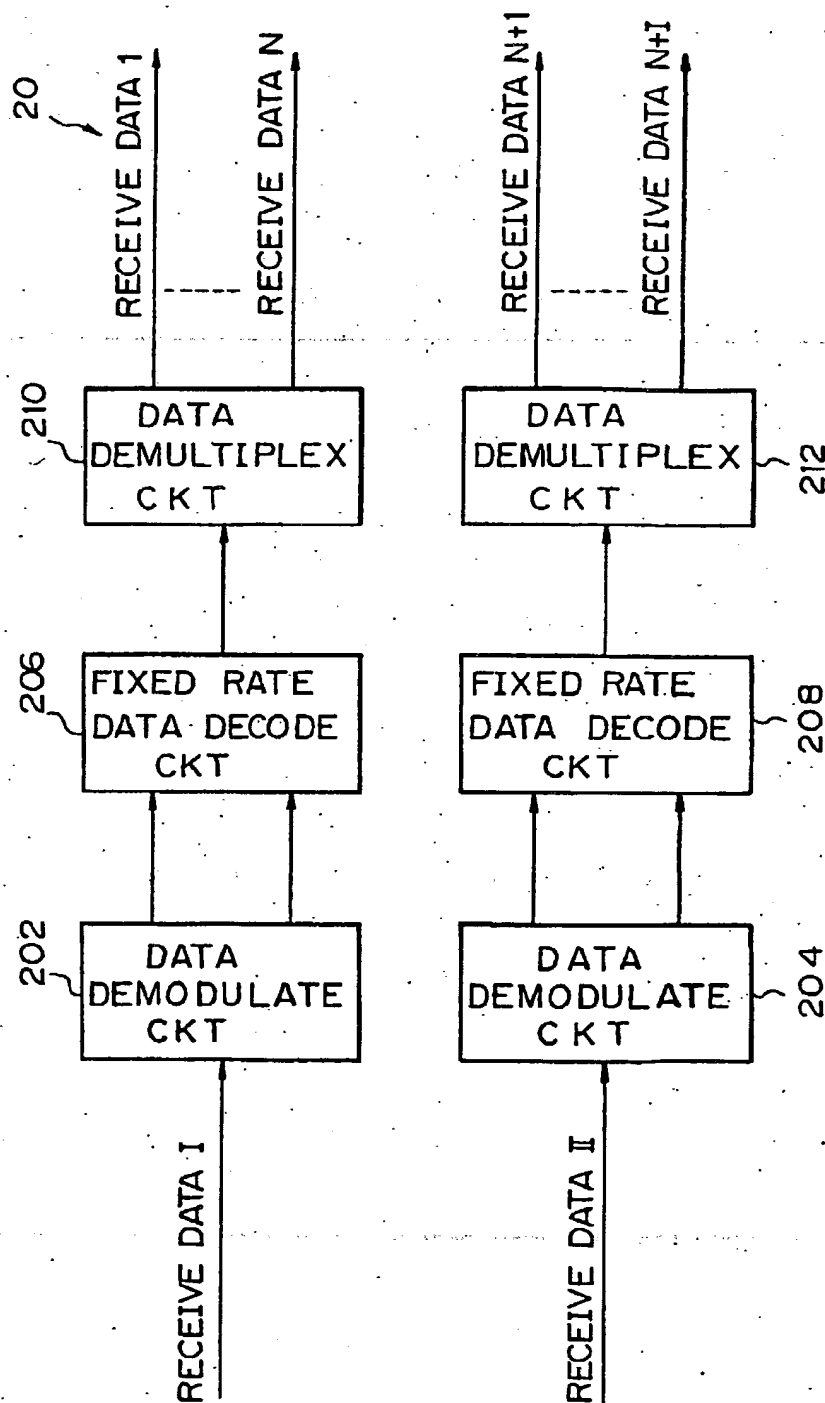 20
RECEIVE DATA I
202
DATA
DEMODULATE
CKT
206
FIXED RATE
DATA DECODE
CKT
210
DATA
DEMULTIPLEX
CKT
RECEIVE DATA 1
RECEIVE DATA N
RECEIVE DATA II
DATA
DEMODULATE
CKT
204
FIXED RATE
DATA DECODE
CKT
208
DATA
DEMULTIPLEX
CKT
212
RECEIVE DATA N+1
RECEIVE DATA N+I